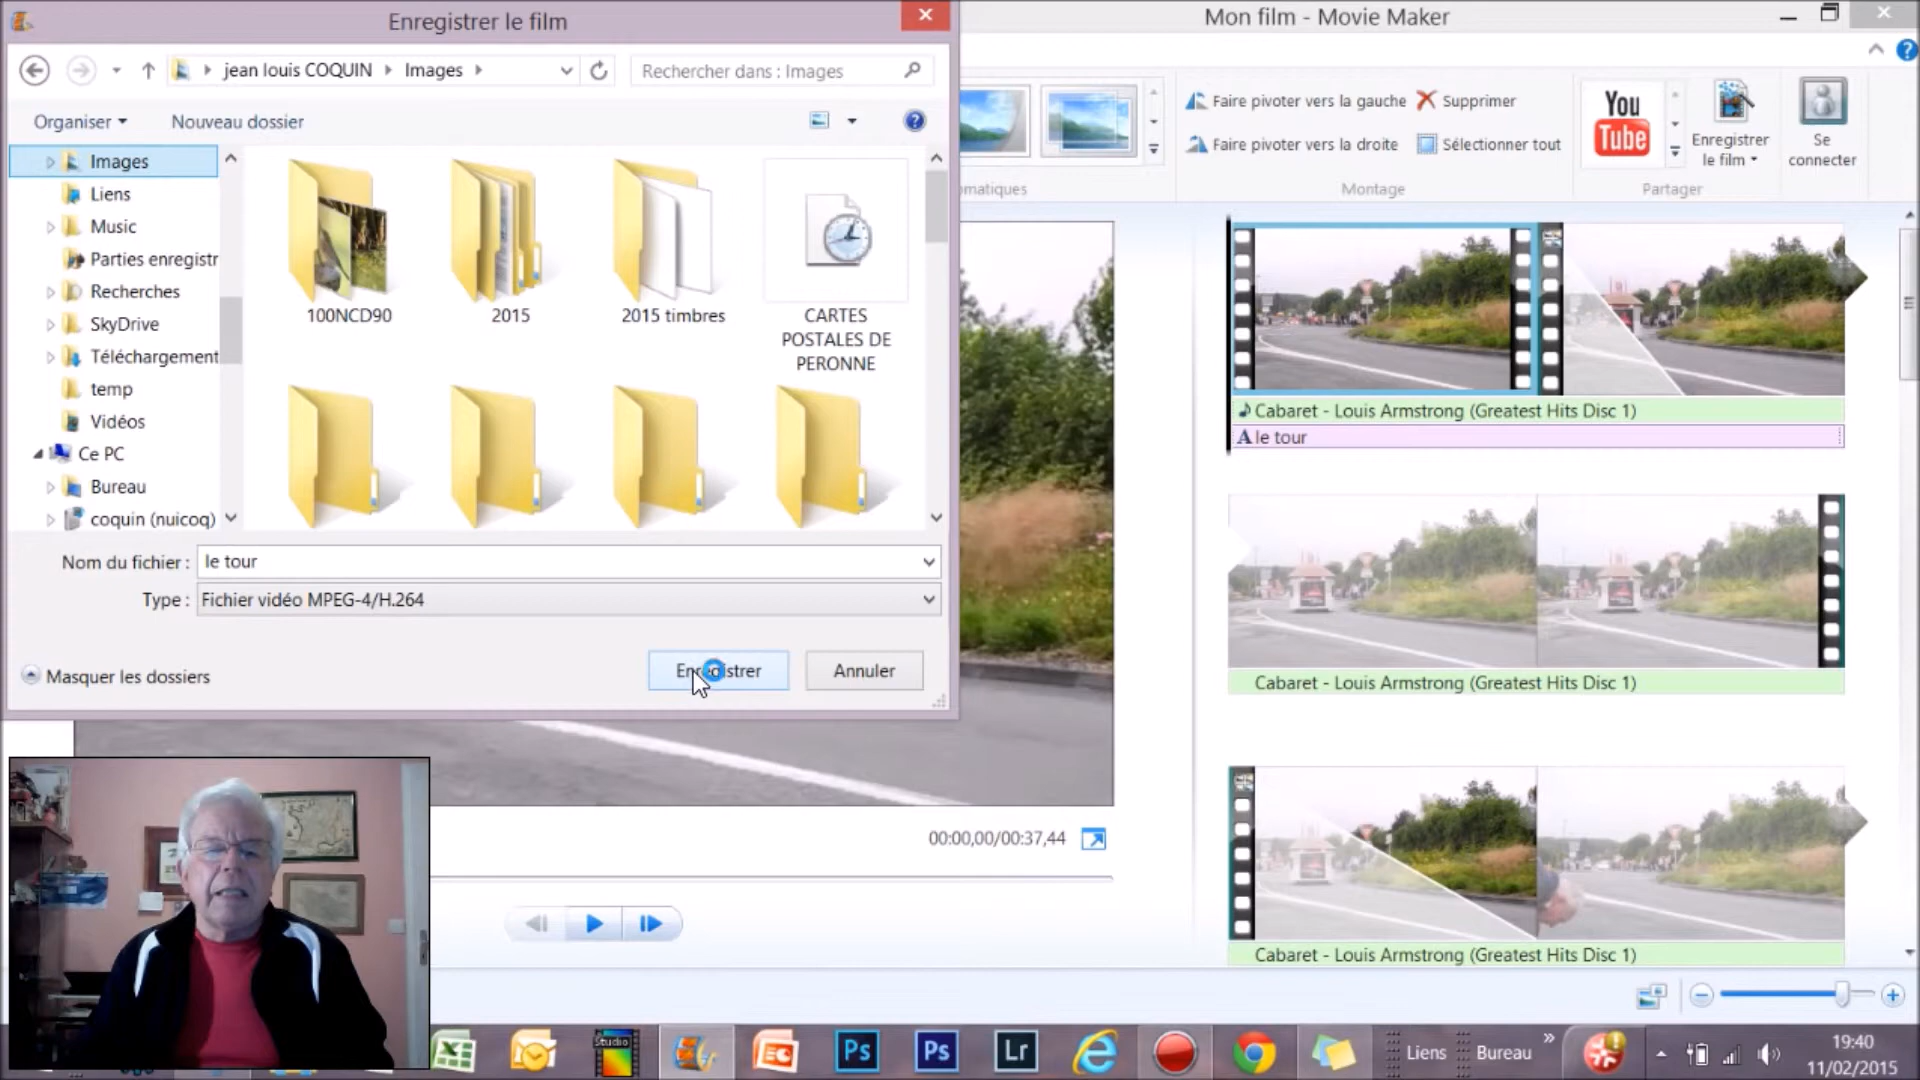 Enregistrer le film
Mon film - Movie Maker
jean louis COQUIN
Images
Rechercher dans : Images
Organiser
Nouveau dossier
Images
Liens
Music
Parties enregistr
Recherches
SkyDrive
Téléchargement
temp
Vidéos
Ce PC
Bureau
coquin (nuicoq)
100NCD90
2015
2015 timbres
CARTES
POSTALES DE
PERONNE
Nom du fichier :
le tour
Type :
Fichier vidéo MPEG-4/H.264
Masquer les dossiers
Enregistrer
Annuler
Faire pivoter vers la gauche
Supprimer
Faire pivoter vers la droite
Sélectionner tout
matiques
Montage
You
Tube
Enregistrer
le film
Se
connecter
Partager
Cabaret - Louis Armstrong (Greatest Hits Disc 1)
A le tour
Cabaret - Louis Armstrong (Greatest Hits Disc 1)
Cabaret - Louis Armstrong (Greatest Hits Disc 1)
00:00,00/00:37,44
Studio
Ps
Ps
Lr
Liens
Bureau
19:40
11/02/2015